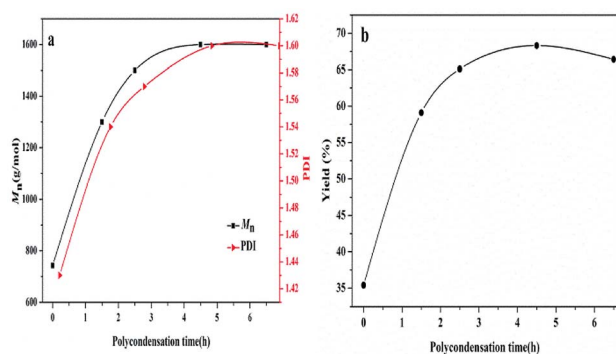 a
Mn(g/mol)
1600
1400
1200
1000
800
600
0 1 2 3 4 5 6 7
Polycondensation time(h)
Mn
PDI
1.62
1.60
1.58
1.56
1.54
1.52
1.50
1.48
1.46
1.44
1.42
PDI
b
Yield (%)
75
70
65
60
55
50
45
40
35
0 1 2 3 4 5 6
Polycondensation time(h)